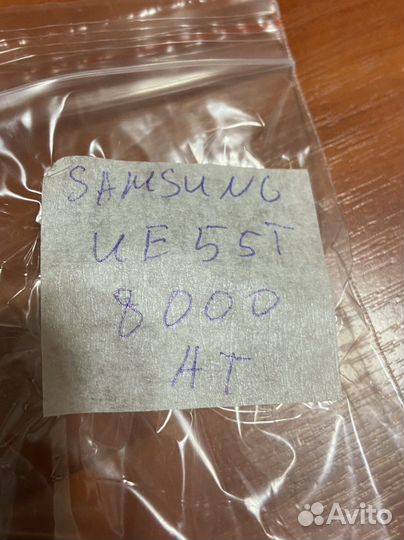 SAMSUNG
UE55T
8000
AT
Avito